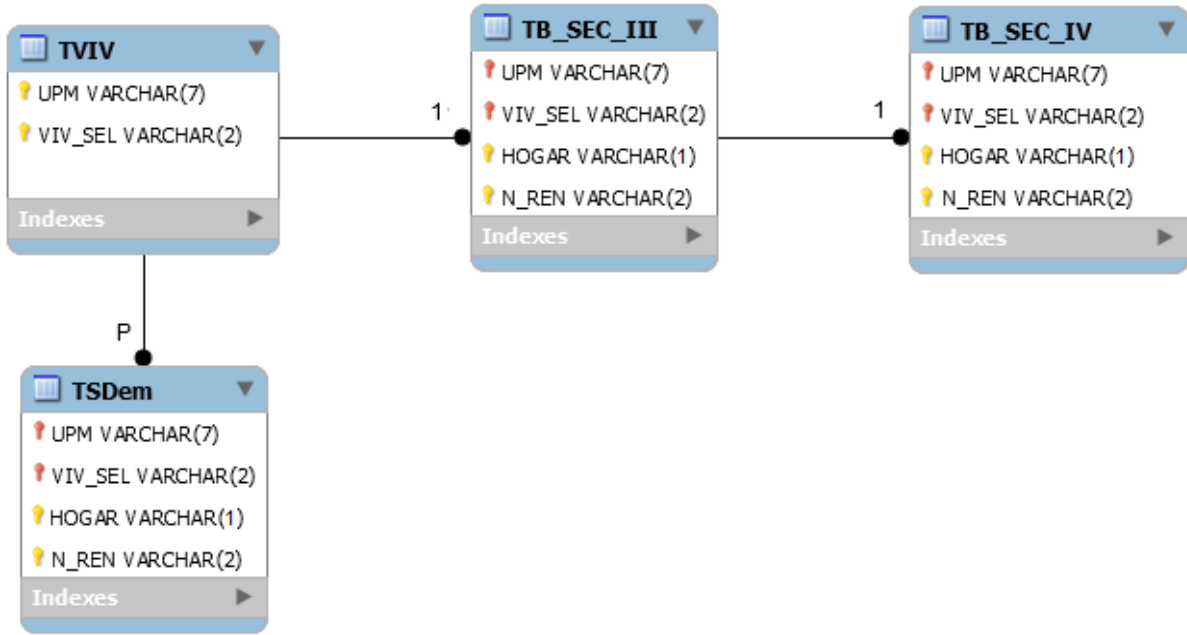 TVIV
UPM VARCHAR(7)
VIV_SEL VARCHAR(2)
Indexes
1
TB_SEC_III
UPM VARCHAR(7)
VIV_SEL VARCHAR(2)
HOGAR VARCHAR(1)
N_REN VARCHAR(2)
Indexes
1
TB_SEC_IV
UPM VARCHAR(7)
VIV_SEL VARCHAR(2)
HOGAR VARCHAR(1)
N_REN VARCHAR(2)
Indexes
P
TSDem
UPM VARCHAR(7)
VIV_SEL VARCHAR(2)
HOGAR VARCHAR(1)
N_REN VARCHAR(2)
Indexes